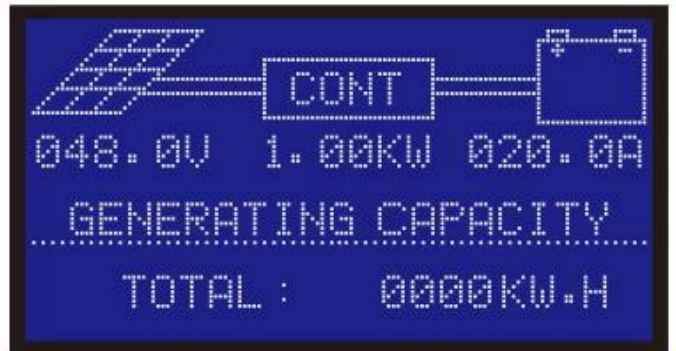 CONT
+ -
048.0V 1.00KW 020.0A
GENERATING CAPACITY
TOTAL: 0000KW.H